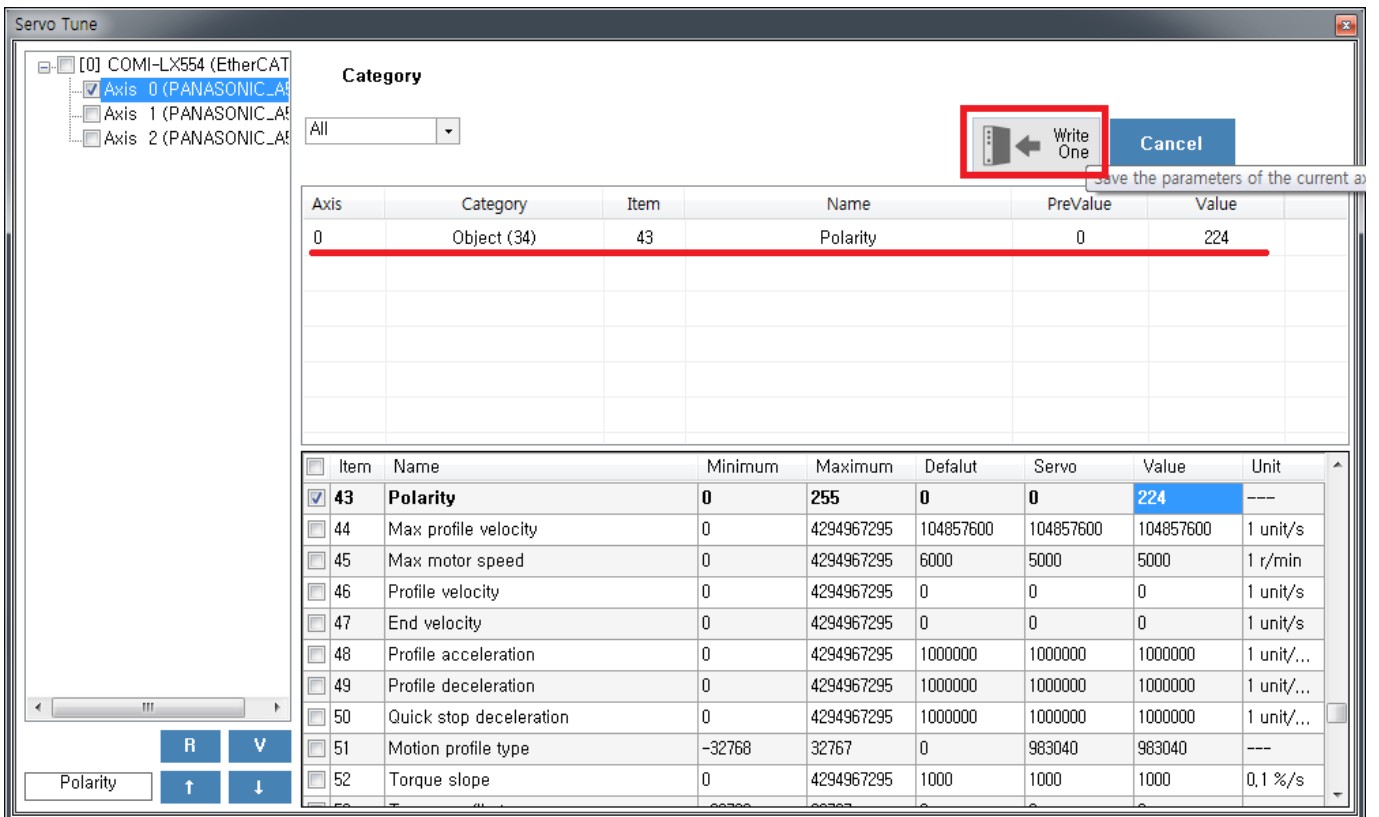 Servo Tune
[0] COMI-LX554 (EtherCAT
Axis 0 (PANASONIC_A5
Axis 1 (PANASONIC_A5
Axis 2 (PANASONIC_A5
Category
All
Write One
Cancel
Save the parameters of the current ax
Axis Category Item Name PreValue Value
0 Object (34) 43 Polarity 0 224
Item Name Minimum Maximum Defalut Servo Value Unit
43 Polarity 0 255 0 0 224 ---
44 Max profile velocity 0 4294967295 104857600 104857600 104857600 1 unit/s
45 Max motor speed 0 4294967295 6000 5000 5000 1 r/min
46 Profile velocity 0 4294967295 0 0 0 1 unit/s
47 End velocity 0 4294967295 0 0 0 1 unit/s
48 Profile acceleration 0 4294967295 1000000 1000000 1000000 1 unit/...
49 Profile deceleration 0 4294967295 1000000 1000000 1000000 1 unit/...
50 Quick stop deceleration 0 4294967295 1000000 1000000 1000000 1 unit/...
51 Motion profile type -32768 32767 0 983040 983040 ---
52 Torque slope 0 4294967295 1000 1000 1000 0,1 %/s
R V
Polarity ↑ ↓